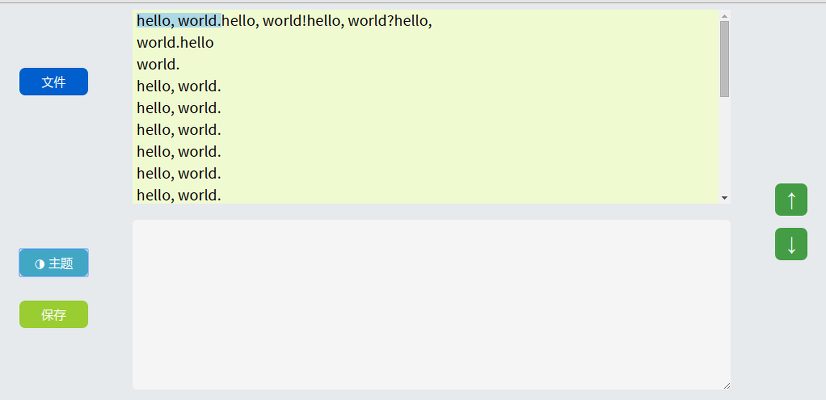 hello, world.hello, world!hello, world?hello,
world.hello
world.
hello, world.
hello, world.
hello, world.
hello, world.
hello, world.
hello, world.
文件
◑ 主题
保存
↑
↓